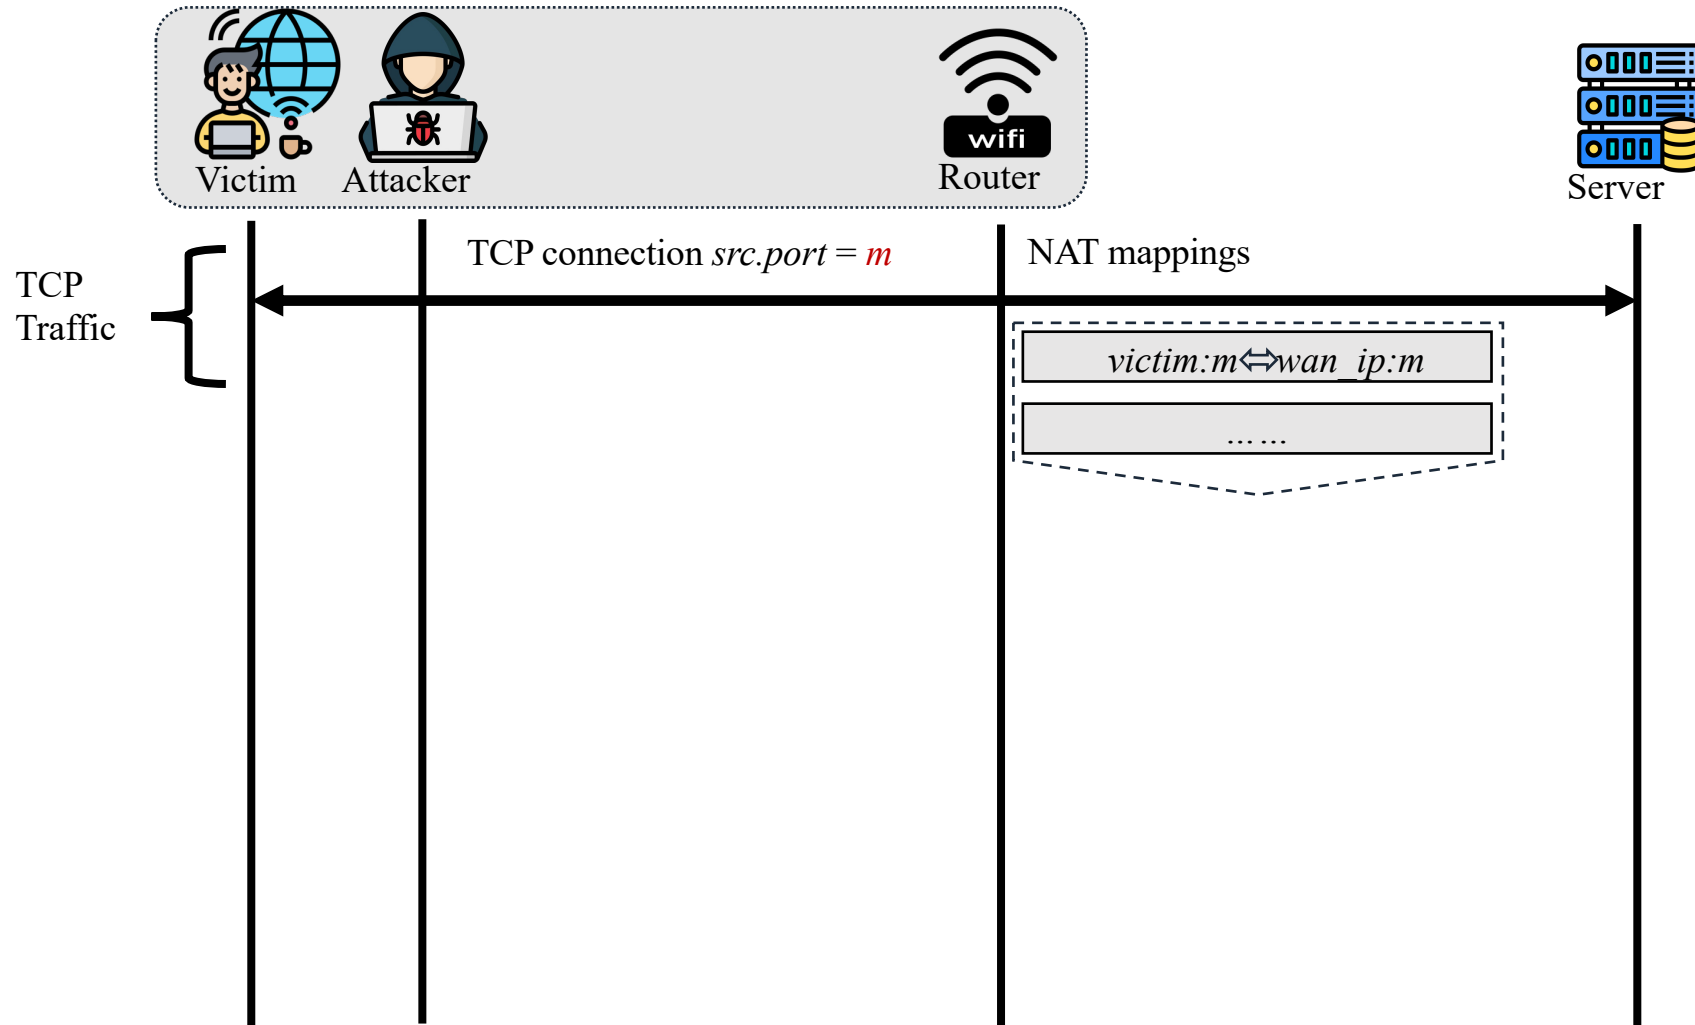 wifi
Victim
Attacker
Router
Server
TCP connection src.port = m
NAT mappings
TCP
Traffic
victim:m⇔wan_ip:m
... ...